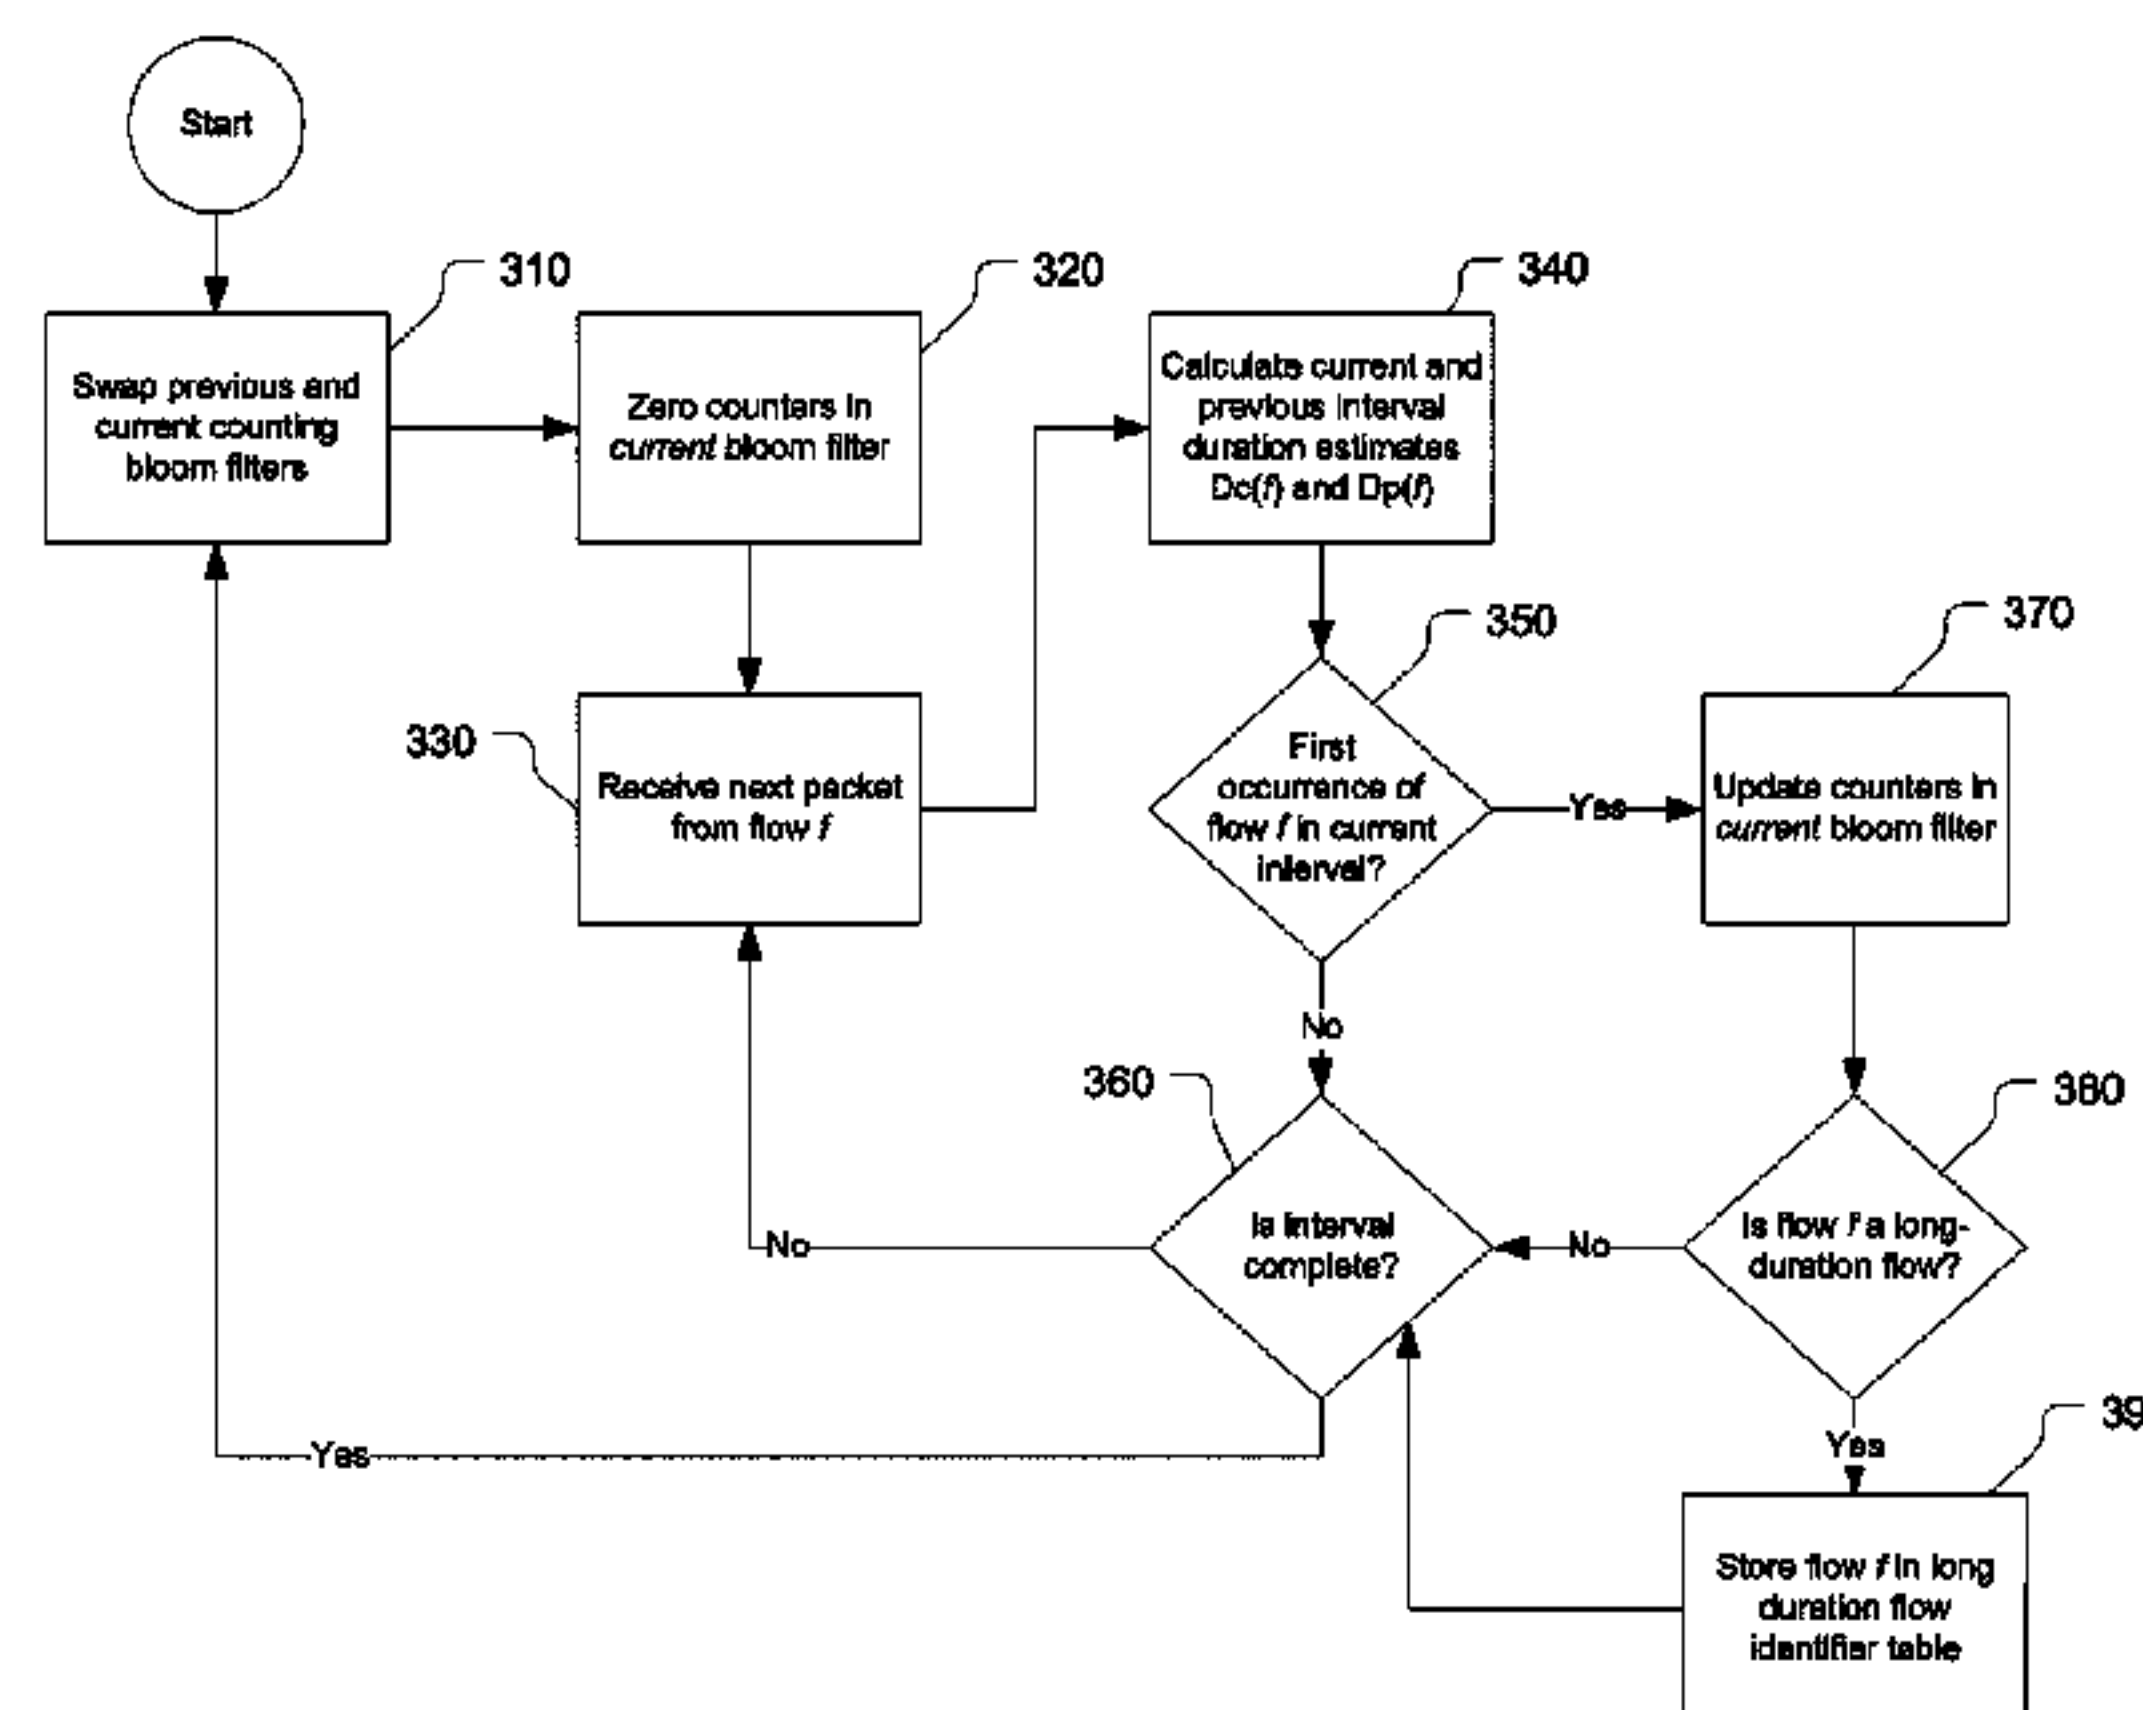 Start
310
320
340
Swap previous and
current counting
bloom filters
Zero counters in
current bloom filter
Calculate current and
previous interval
duration estimates
Dc(f) and Dp(f)
350
370
330
Receive next packet
from flow f
First
occurrence of
flow f in current
interval?
Yes
Update counters in
current bloom filter
No
360
380
Is interval
complete?
No
Is flow f a long-
duration flow?
No
Yes
Yes
39
Store flow f in long
duration flow
identifier table